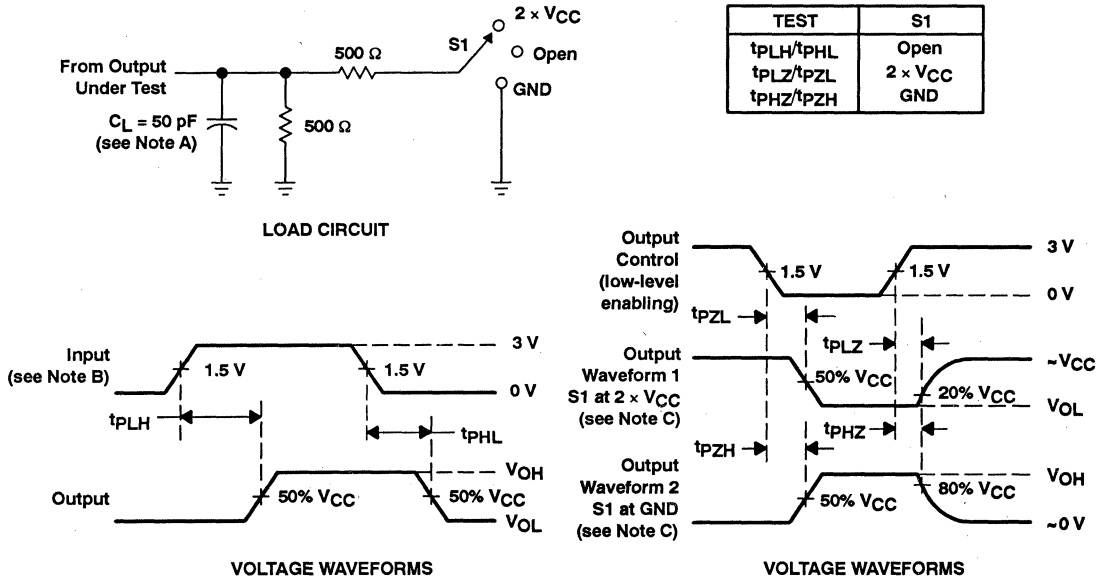 2 × VCC
S1
500 Ω
Open
From Output
Under Test
GND
CL = 50 pF
(see Note A)
500 Ω
LOAD CIRCUIT
TEST S1
tPLH/tPHL Open
tPLZ/tPZL 2 × VCC
tPHZ/tPZH GND
Input
(see Note B)
3 V
1.5 V
1.5 V
0 V
tPLH
tPHL
Output
VOH
50% VCC
50% VCC
VOL
VOLTAGE WAVEFORMS
Output
Control
(low-level
enabling)
3 V
1.5 V
1.5 V
0 V
tPZL
tPLZ
Output
Waveform 1
S1 at 2 × VCC
(see Note C)
~VCC
50% VCC
20% VCC
VOL
tPHZ
tPZH
Output
Waveform 2
S1 at GND
(see Note C)
VOH
50% VCC
80% VCC
~0 V
VOLTAGE WAVEFORMS